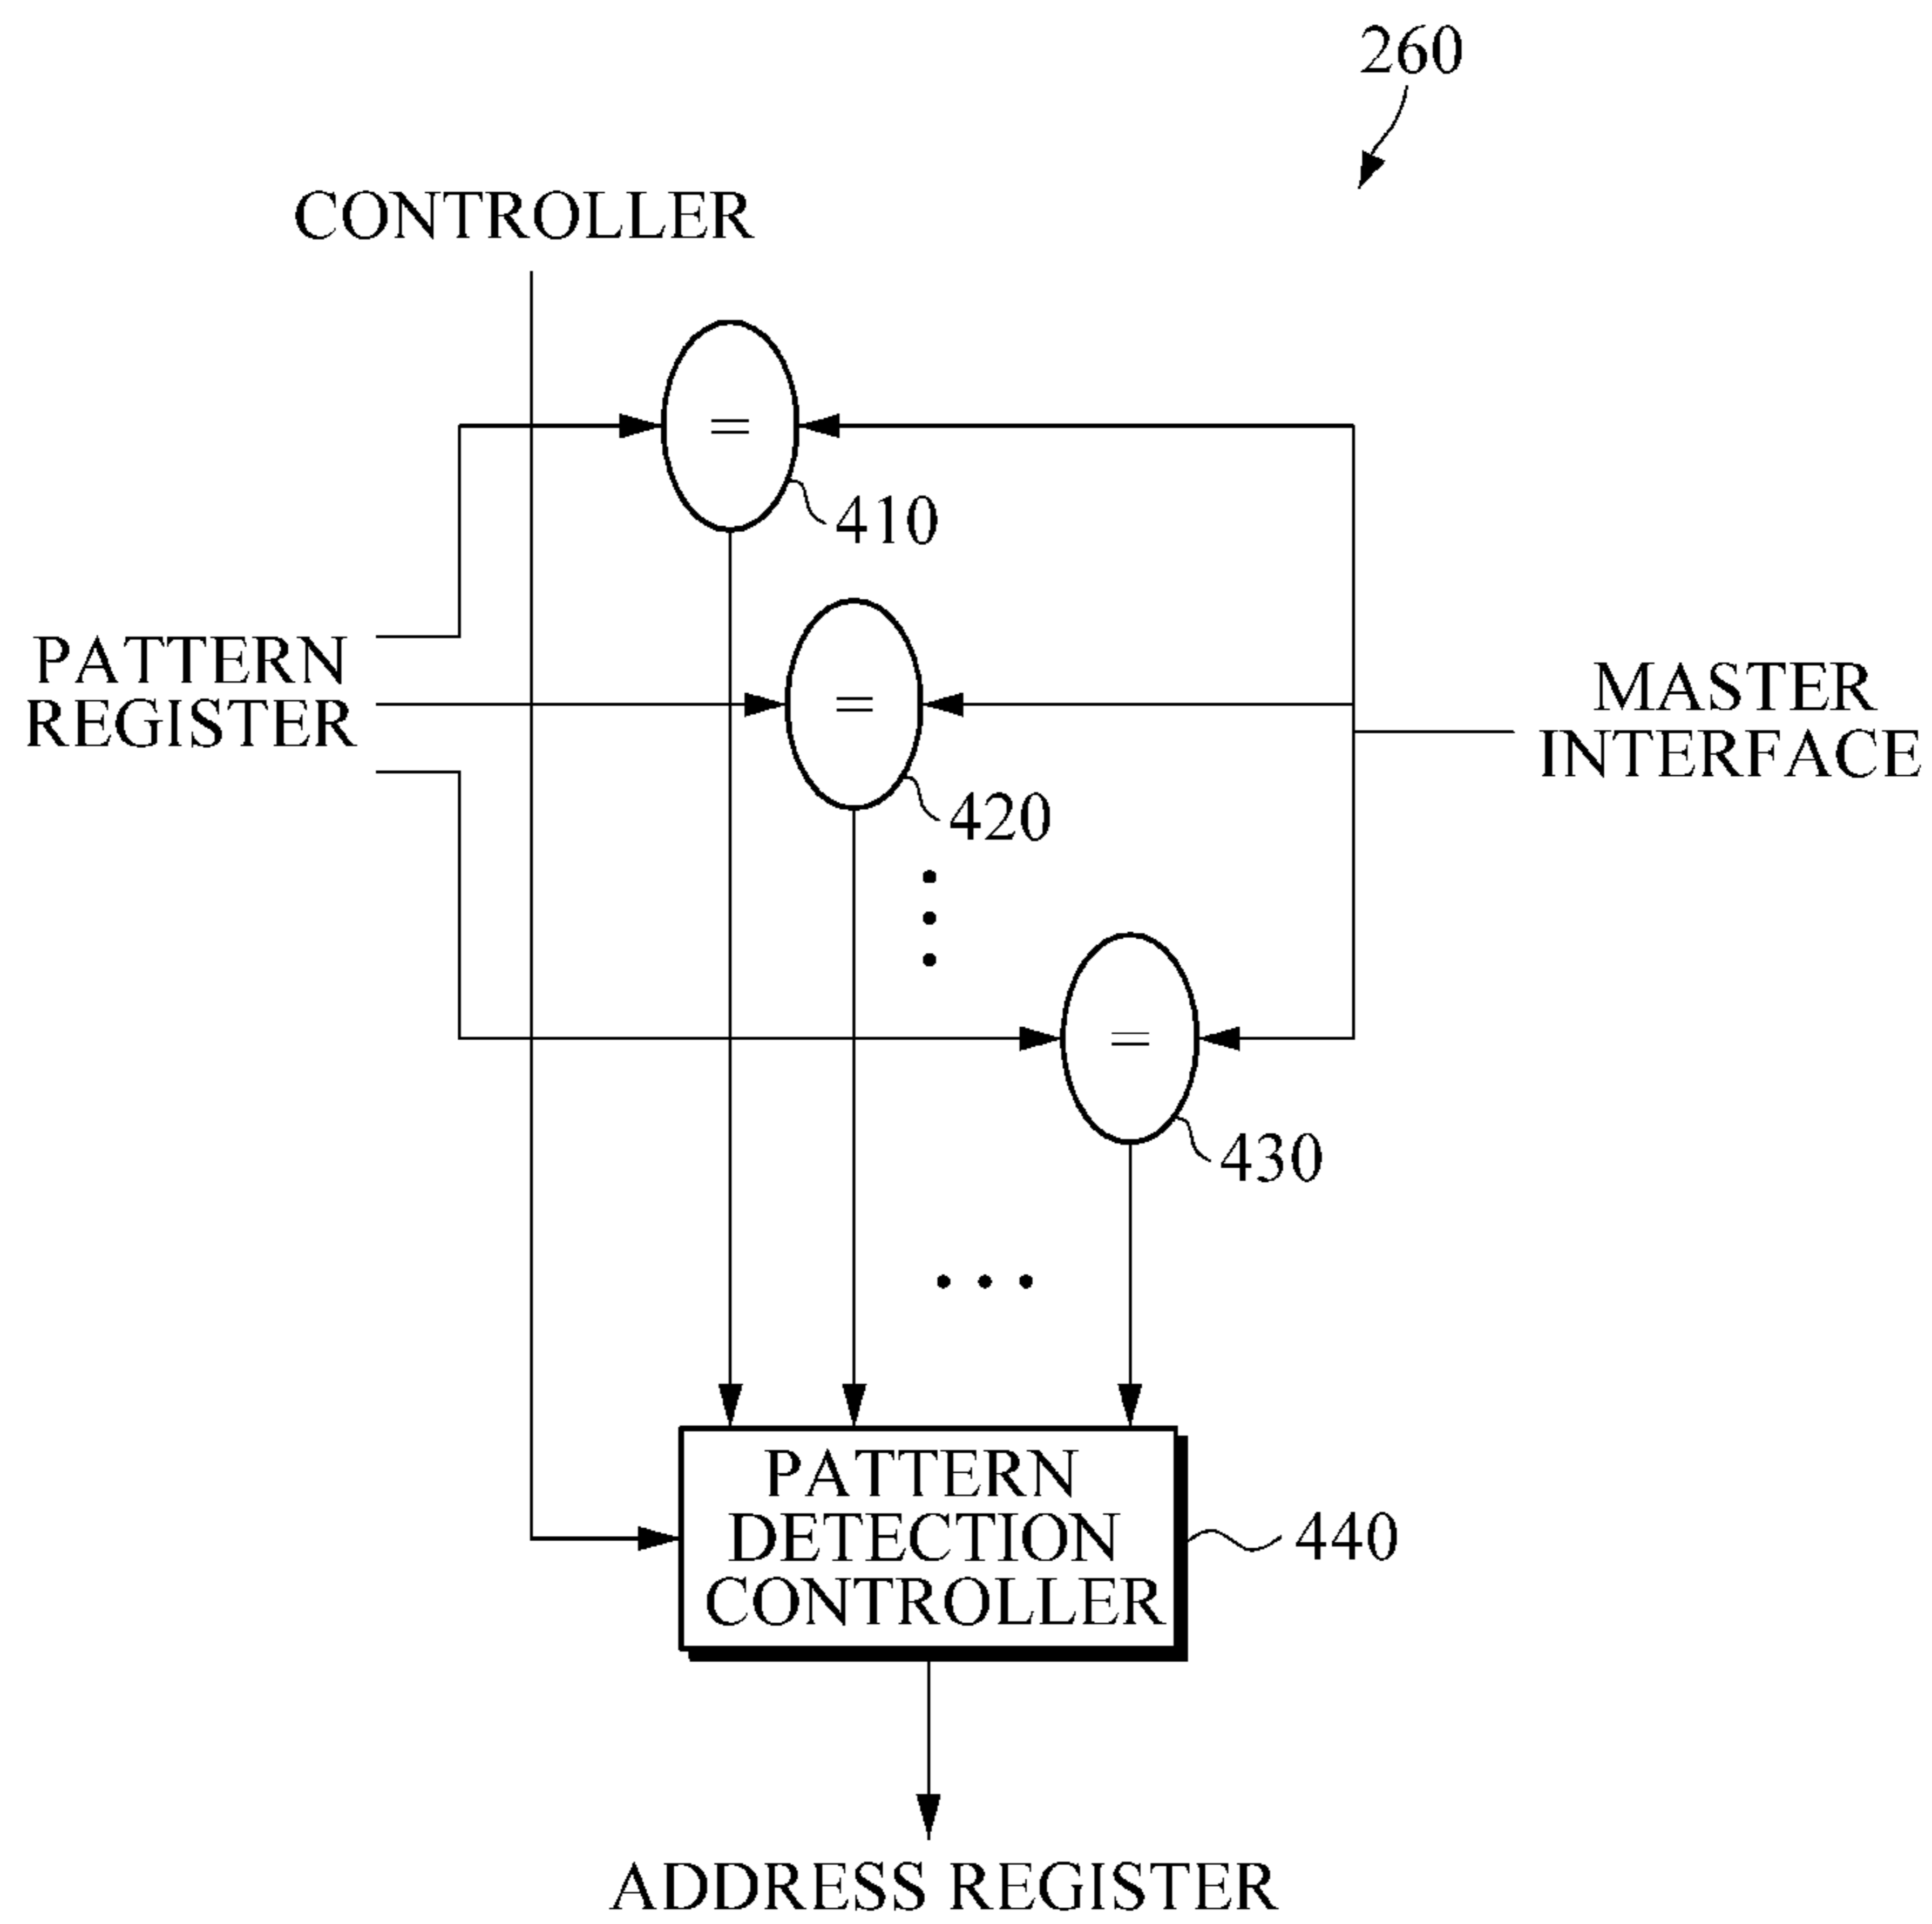 260
CONTROLLER
=
410
PATTERN
REGISTER
=
MASTER
INTERFACE
420
=
430
PATTERN
DETECTION
CONTROLLER
440
ADDRESS REGISTER